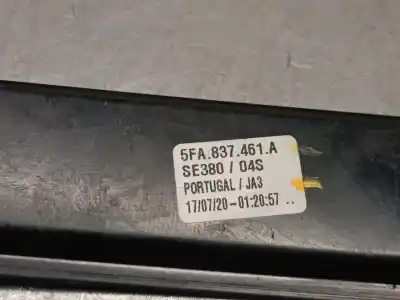 5FA.837.461.A
SE380 / 04S
PORTUGAL / JA3
17/07/20-01:20:57 ..